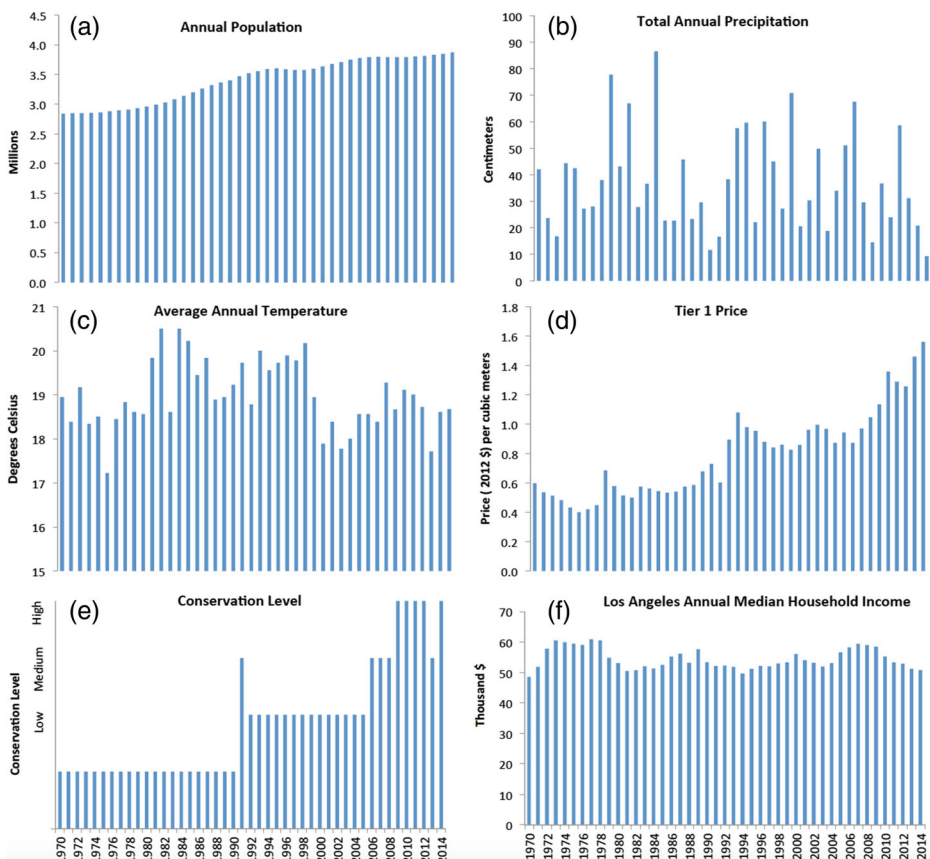 (a)
Annual Population
Millions
4.5
4.0
3.5
3.0
2.5
2.0
1.5
1.0
0.5
0.0
(b)
Total Annual Precipitation
Centimeters
100
90
80
70
60
50
40
30
20
10
0
(c)
Average Annual Temperature
Degrees Celsius
21
20
19
18
17
16
15
(d)
Tier 1 Price
Price ( 2012 $) per cubic meters
1.8
1.6
1.4
1.2
1.0
0.8
0.6
0.4
0.2
0.0
(e)
Conservation Level
Conservation Level
High
Medium
Low
1970 1972 1974 1976 1978 1980 1982 1984 1986 1988 1990 1992 1994 1996 1998 2000 2002 2004 2006 2008 2010 2012 2014
(f)
Los Angeles Annual Median Household Income
Thousand $
70
60
50
40
30
20
10
0
1970 1972 1974 1976 1978 1980 1982 1984 1986 1988 1990 1992 1994 1996 1998 2000 2002 2004 2006 2008 2010 2012 2014